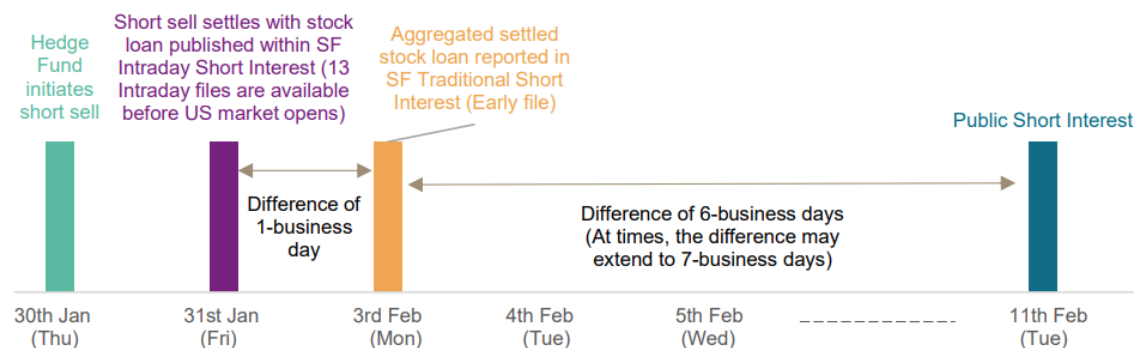 Hedge
Fund
initiates
short sell
Short sell settles with stock
loan published within SF
Intraday Short Interest (13
Intraday files are available
before US market opens)
Aggregated settled
stock loan reported in
SF Traditional Short
Interest (Early file)
Public Short Interest
Difference of
1-business
day
Difference of 6-business days
(At times, the difference may
extend to 7-business days)
30th Jan
(Thu)
31st Jan
(Fri)
3rd Feb
(Mon)
4th Feb
(Tue)
5th Feb
(Wed)
11th Feb
(Tue)